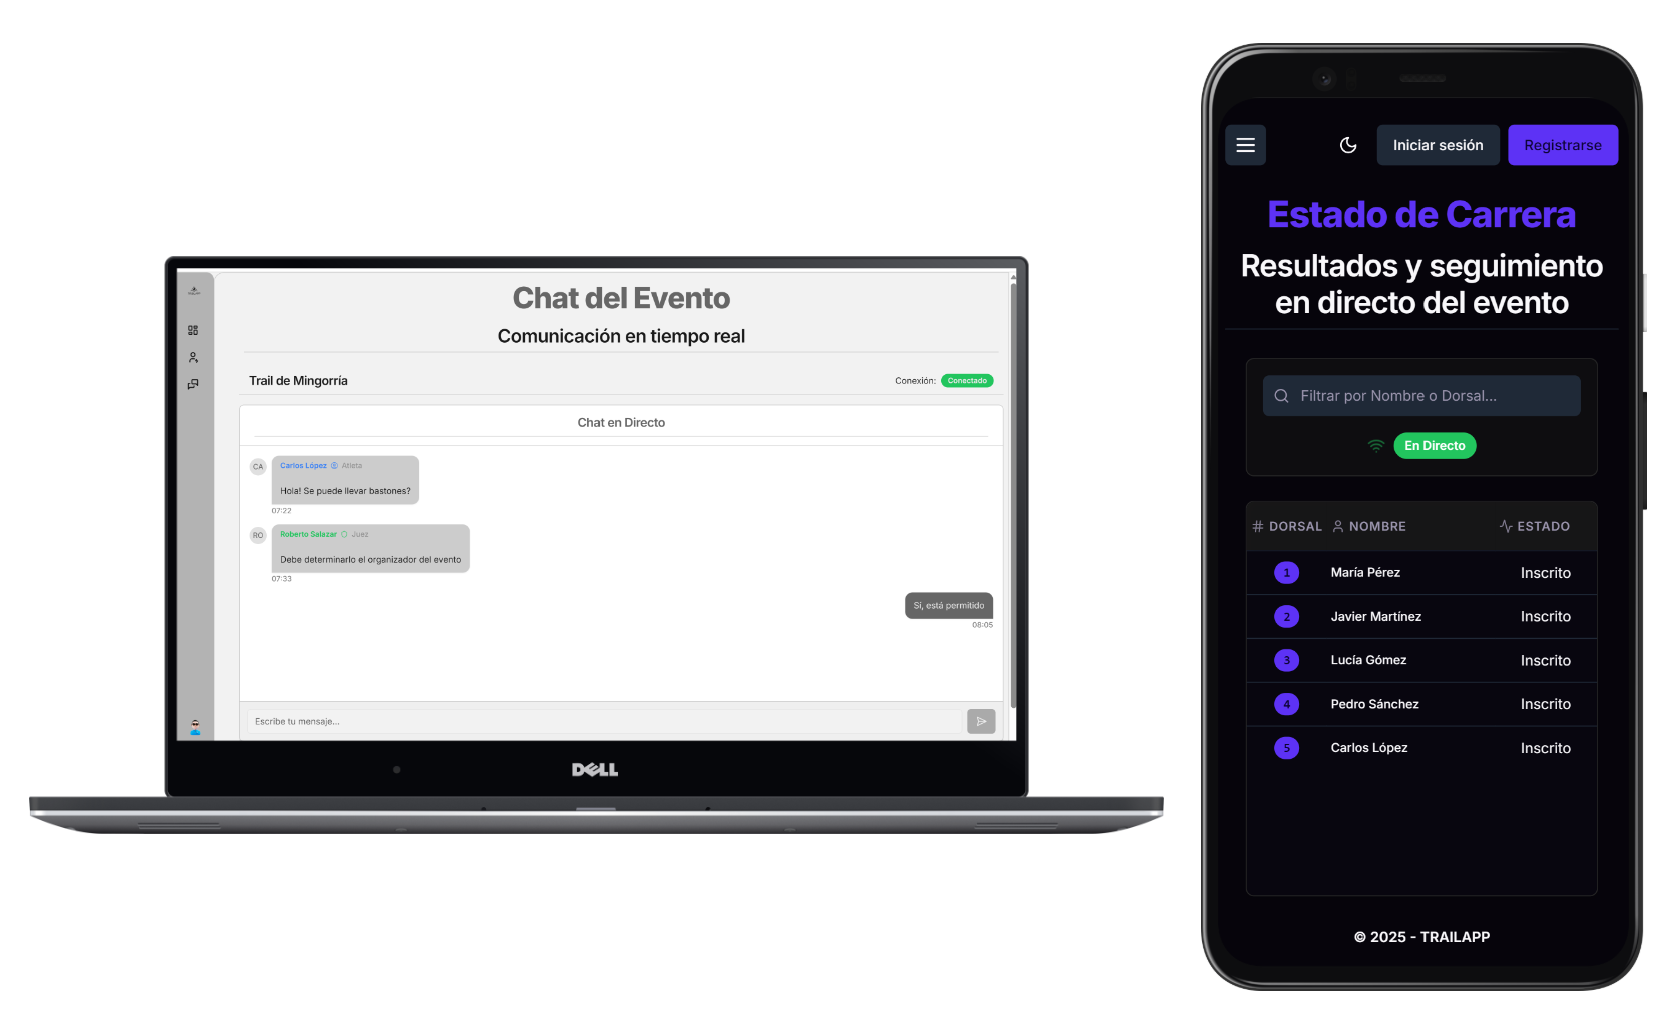 Chat del Evento
Comunicación en tiempo real
Trail de Mingorría
Conexión: Conectado
Chat en Directo
CA
Carlos López Atleta
Hola! Se puede llevar bastones?
07:22
RO
Roberto Salazar Juez
Debe determinarlo el organizador del evento
07:33
Sí, está permitido
08:05
Escribe tu mensaje...
DELL
Iniciar sesión
Registrarse
Estado de Carrera
Resultados y seguimiento
en directo del evento
Filtrar por Nombre o Dorsal...
En Directo
# DORSAL NOMBRE ESTADO
1 María Pérez Inscrito
2 Javier Martínez Inscrito
3 Lucía Gómez Inscrito
4 Pedro Sánchez Inscrito
5 Carlos López Inscrito
© 2025 - TRAILAPP